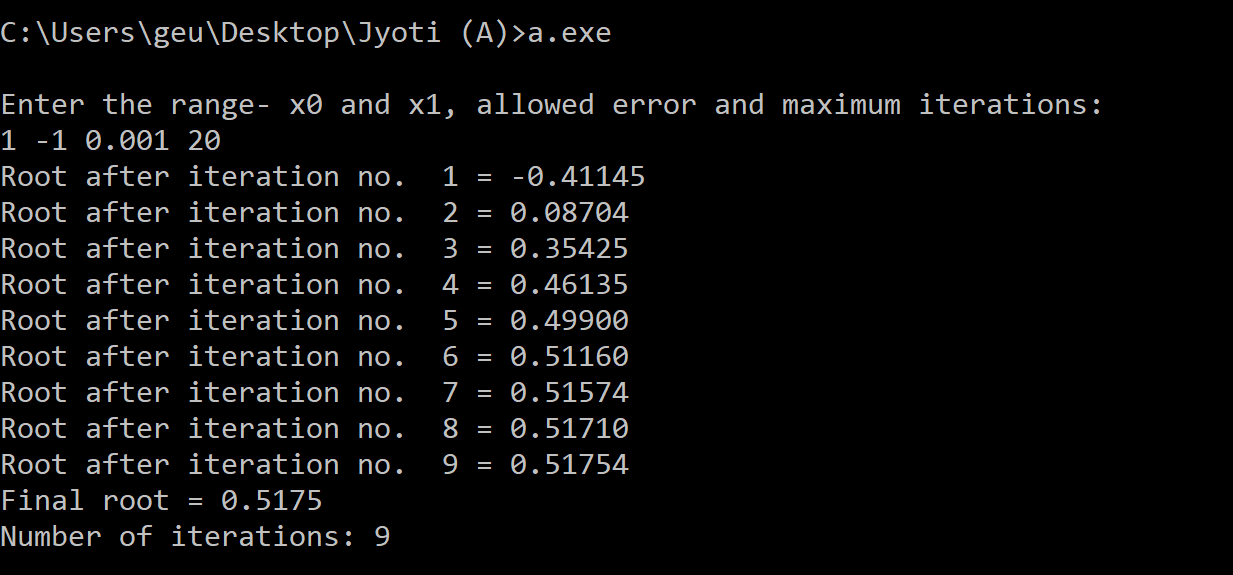 C:\Users\geu\Desktop\Jyoti (A)>a.exe
Enter the range- x0 and x1, allowed error and maximum iterations:
1 -1 0.001 20
Root after iteration no.  1 = -0.41145
Root after iteration no.  2 = 0.08704
Root after iteration no.  3 = 0.35425
Root after iteration no.  4 = 0.46135
Root after iteration no.  5 = 0.49900
Root after iteration no.  6 = 0.51160
Root after iteration no.  7 = 0.51574
Root after iteration no.  8 = 0.51710
Root after iteration no.  9 = 0.51754
Final root = 0.5175
Number of iterations: 9